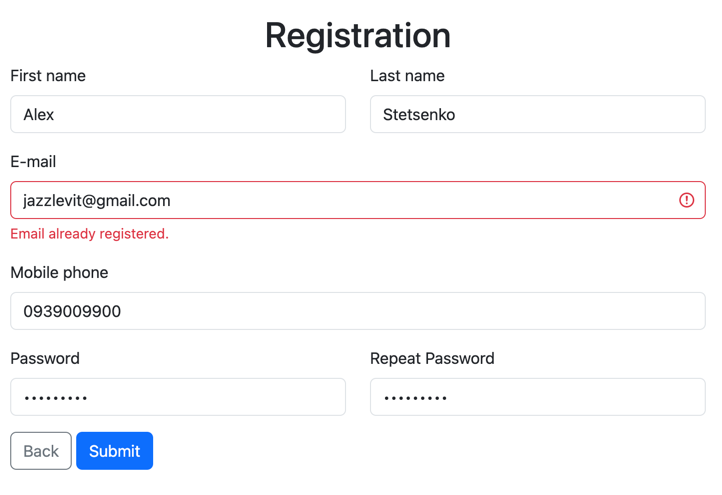 Registration
First name Last name
Alex Stetsenko
E-mail
jazzlevit@gmail.com
Email already registered.
Mobile phone
0939009900
Password Repeat Password
••••••••• •••••••••
Back Submit